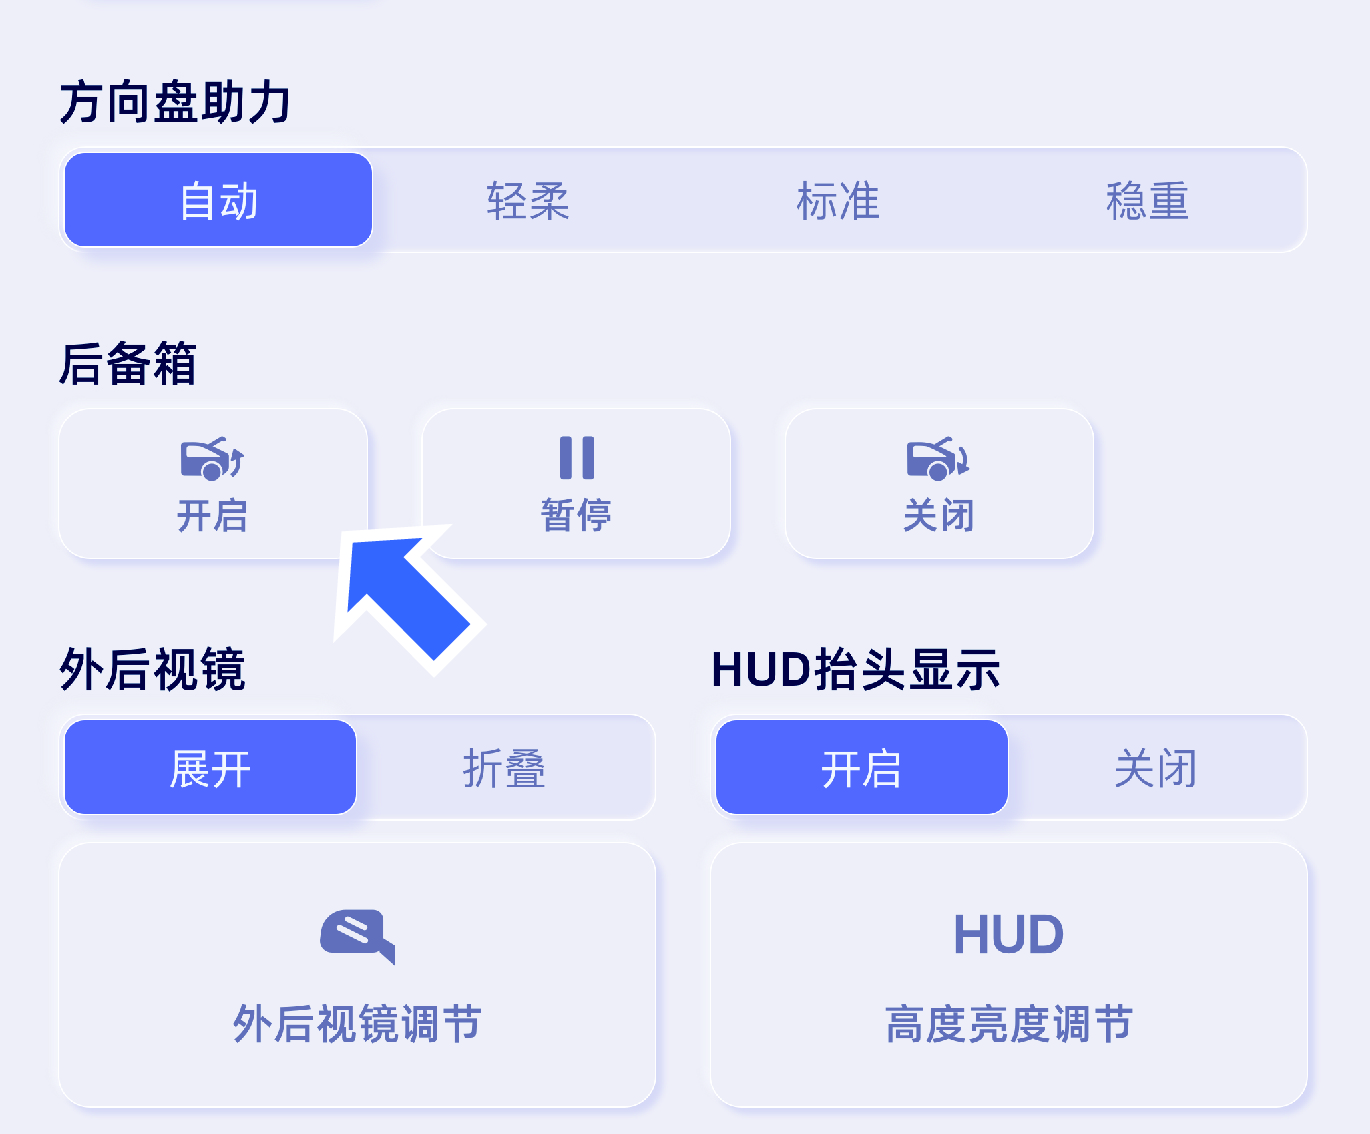 方向盘助力
自动 轻柔 标准 稳重
后备箱
开启 暂停 关闭
外后视镜 HUD抬头显示
展开 折叠 开启 关闭
HUD
外后视镜调节 高度亮度调节